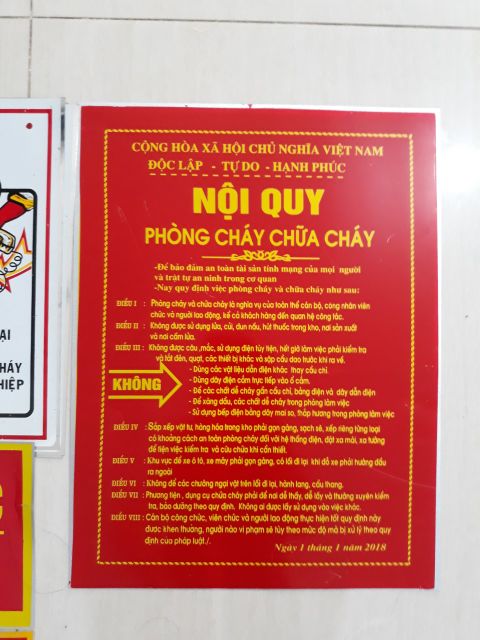 CỘNG HÒA XÃ HỘI CHỦ NGHĨA VIỆT NAM
ĐỘC LẬP - TỰ DO - HẠNH PHÚC
NỘI QUY
PHÒNG CHÁY CHỮA CHÁY
-Để bảo đảm an toàn tài sản tính mạng của mọi người
và trật tự an ninh trong cơ quan
-Nay quy định việc phòng cháy và chữa cháy như sau:
ĐIỀU I : Phòng cháy và chữa cháy là nghĩa vụ của toàn thể cán bộ, công nhân viên
chức và người lao động, kể cả khách hàng đến quan hệ công tác.
ĐIỀU II : Không được sử dụng lửa, củi, đun nấu, hút thuốc trong kho, nơi sản xuất
và nơi cấm lửa.
ĐIỀU III : Không được câu ,mắc, sử dụng điện tùy tiện, hết giờ làm việc phải kiểm tra
và tắt đèn, quạt, các thiết bị khác và sập cầu dao trước khi ra về.
KHÔNG
- Dùng các vật liệu dẫn điện khác thay cầu chì.
- Dùng dây điện cắm trực tiếp vào ổ cắm.
- Để các chất dễ cháy gần cầu chì, bảng điện và dây dẫn điện
- Để xăng dầu, các chất dễ cháy trong phòng làm việc
- Sử dụng bếp điện bằng dây mai so, thắp hương trong phòng làm việc
ĐIỀU IV : Sắp xếp vật tư, hàng hóa trong kho phải gọn gàng, sạch sẽ, xếp riêng từng loại
có khoảng cách an toàn phòng cháy đối với hệ thống điện, đặt xa mái, xa tường
để tiện việc kiểm tra và cứu chữa khi cần thiết.
ĐIỀU V : Khu vực để xe ô tô, xe máy phải gọn gàng, có lối đi lại khi đỗ xe phải hướng đầu
ra ngoài
ĐIỀU VI : Không để các chướng ngại vật trên lối đi lại, hành lang, cầu thang.
ĐIỀU VII : Phương tiện , dụng cụ chữa cháy phải để nơi dễ thấy, dễ lấy và thường xuyên kiểm
tra, bảo dưỡng theo quy định. Không ai được lấy sử dụng vào việc khác.
ĐIỀU VIII : Cán bộ công chức, viên chức và người lao động thực hiện tốt quy định này
được khen thưởng, người nào vi phạm sẽ tùy theo mức độ mà bị xử lý theo quy
định của pháp luật./.
Ngày 1 tháng 1 năm 2018
ẠI
HÁY
HIỆP